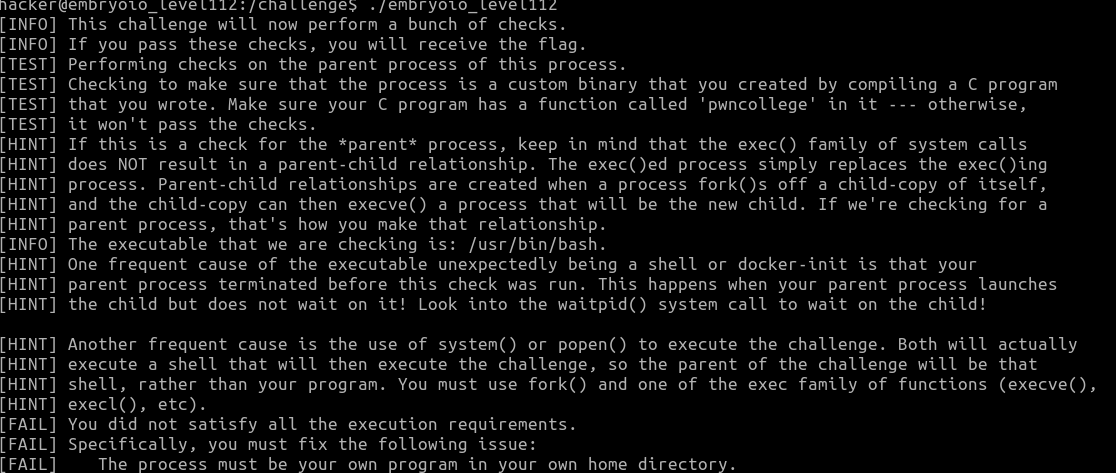 hacker@embryoio_level112:/challenge$ ./embryoio_level112
[INFO] This challenge will now perform a bunch of checks.
[INFO] If you pass these checks, you will receive the flag.
[TEST] Performing checks on the parent process of this process.
[TEST] Checking to make sure that the process is a custom binary that you created by compiling a C program
[TEST] that you wrote. Make sure your C program has a function called 'pwncollege' in it --- otherwise,
[TEST] it won't pass the checks.
[HINT] If this is a check for the *parent* process, keep in mind that the exec() family of system calls
[HINT] does NOT result in a parent-child relationship. The exec()ed process simply replaces the exec()ing
[HINT] process. Parent-child relationships are created when a process fork()s off a child-copy of itself,
[HINT] and the child-copy can then execve() a process that will be the new child. If we're checking for a
[HINT] parent process, that's how you make that relationship.
[INFO] The executable that we are checking is: /usr/bin/bash.
[HINT] One frequent cause of the executable unexpectedly being a shell or docker-init is that your
[HINT] parent process terminated before this check was run. This happens when your parent process launches
[HINT] the child but does not wait on it! Look into the waitpid() system call to wait on the child!
[HINT] Another frequent cause is the use of system() or popen() to execute the challenge. Both will actually
[HINT] execute a shell that will then execute the challenge, so the parent of the challenge will be that
[HINT] shell, rather than your program. You must use fork() and one of the exec family of functions (execve(),
[HINT] execl(), etc).
[FAIL] You did not satisfy all the execution requirements.
[FAIL] Specifically, you must fix the following issue:
[FAIL]    The process must be your own program in your own home directory.